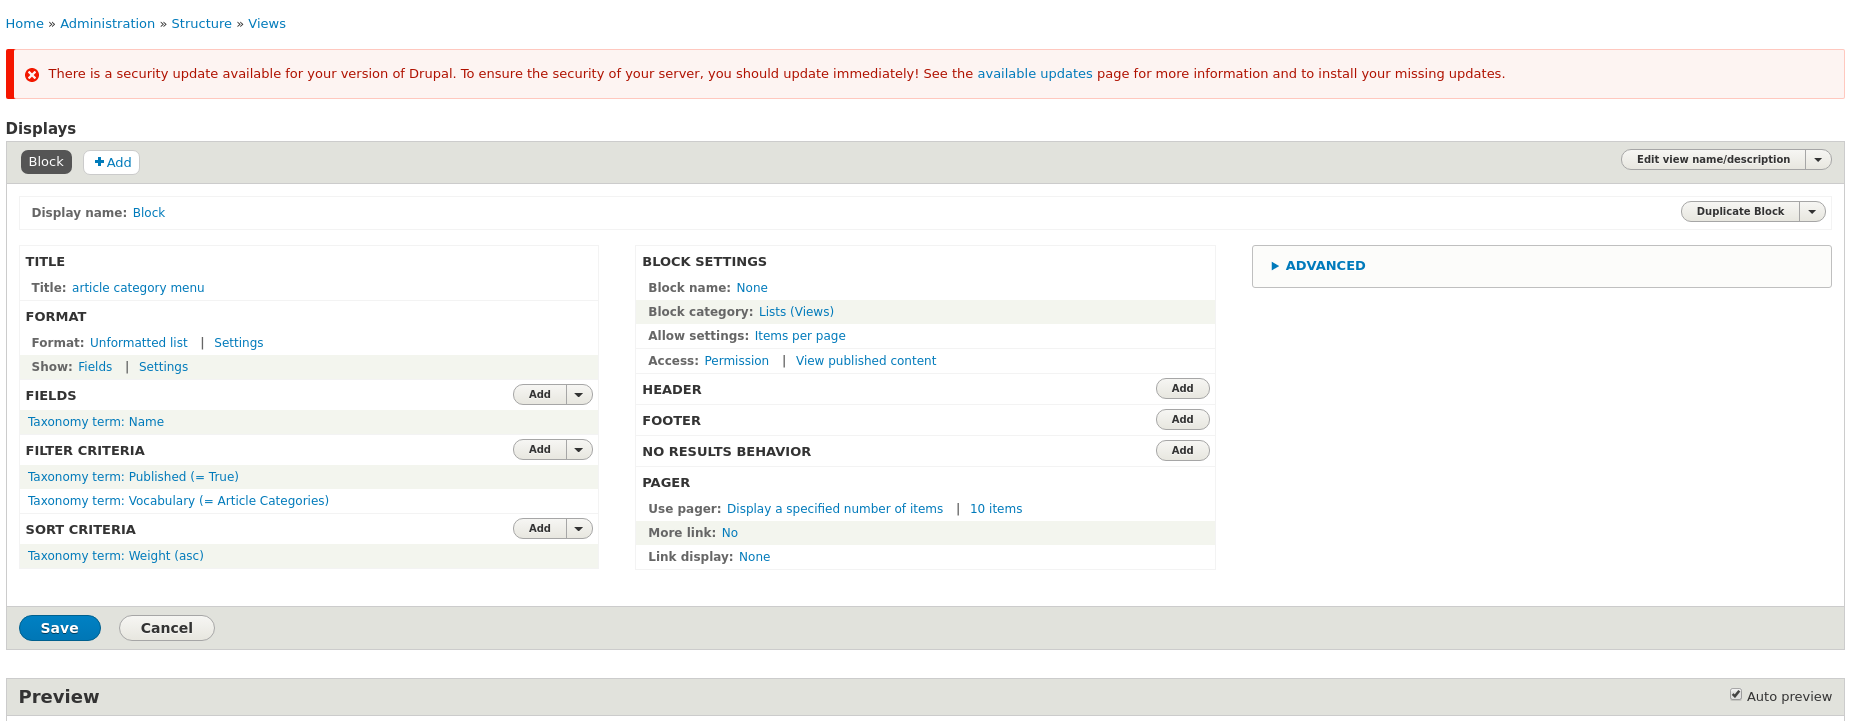 Home » Administration » Structure » Views
There is a security update available for your version of Drupal. To ensure the security of your server, you should update immediately! See the available updates page for more information and to install your missing updates.
Displays
Block
Add
Edit view name/description
Display name: Block
Duplicate Block
TITLE
Title: article category menu
FORMAT
Format: Unformatted list | Settings
Show: Fields | Settings
FIELDS
Add
Taxonomy term: Name
FILTER CRITERIA
Add
Taxonomy term: Published (= True)
Taxonomy term: Vocabulary (= Article Categories)
SORT CRITERIA
Add
Taxonomy term: Weight (asc)
BLOCK SETTINGS
Block name: None
Block category: Lists (Views)
Allow settings: Items per page
Access: Permission | View published content
HEADER
Add
FOOTER
Add
NO RESULTS BEHAVIOR
Add
PAGER
Use pager: Display a specified number of items | 10 items
More link: No
Link display: None
ADVANCED
Save
Cancel
Preview
Auto preview